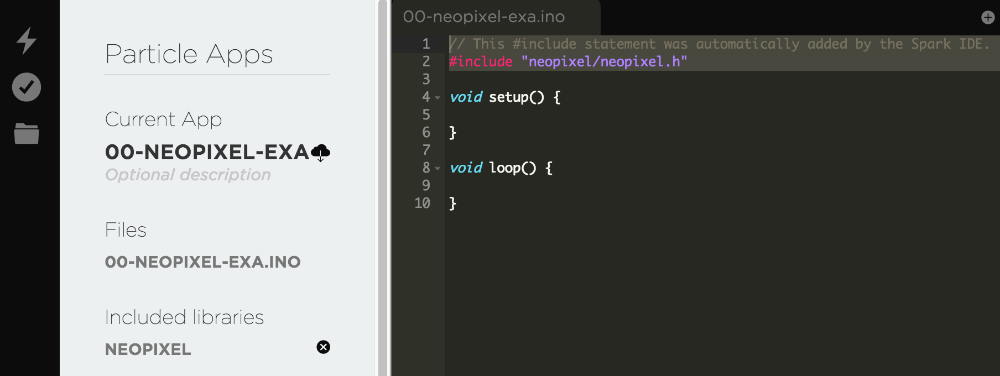 Particle Apps
Current App
00-NEOPIXEL-EXA
Optional description
Files
00-NEOPIXEL-EXA.INO
Included libraries
NEOPIXEL
00-neopixel-exa.ino
1 // This #include statement was automatically added by the Spark IDE.
2 #include "neopixel/neopixel.h"
3
4 void setup() {
5
6 }
7
8 void loop() {
9
10 }